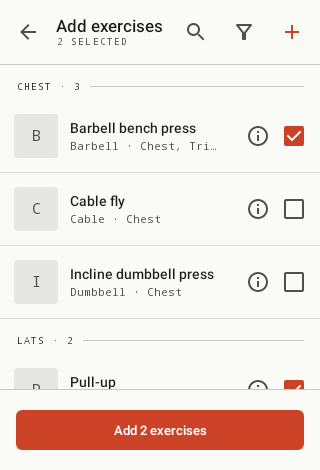 Add exercises
2 SELECTED
CHEST · 3
B
Barbell bench press
Barbell · Chest, Tri…
C
Cable fly
Cable · Chest
I
Incline dumbbell press
Dumbbell · Chest
LATS · 2
Pull-up
Add 2 exercises